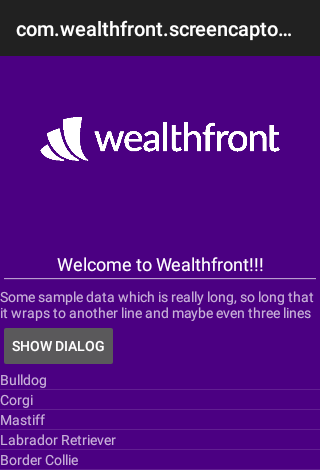 com.wealthfront.screencapto...
wealthfront
Welcome to Wealthfront!!!
Some sample data which is really long, so long that
it wraps to another line and maybe even three lines
SHOW DIALOG
Bulldog
Corgi
Mastiff
Labrador Retriever
Border Collie